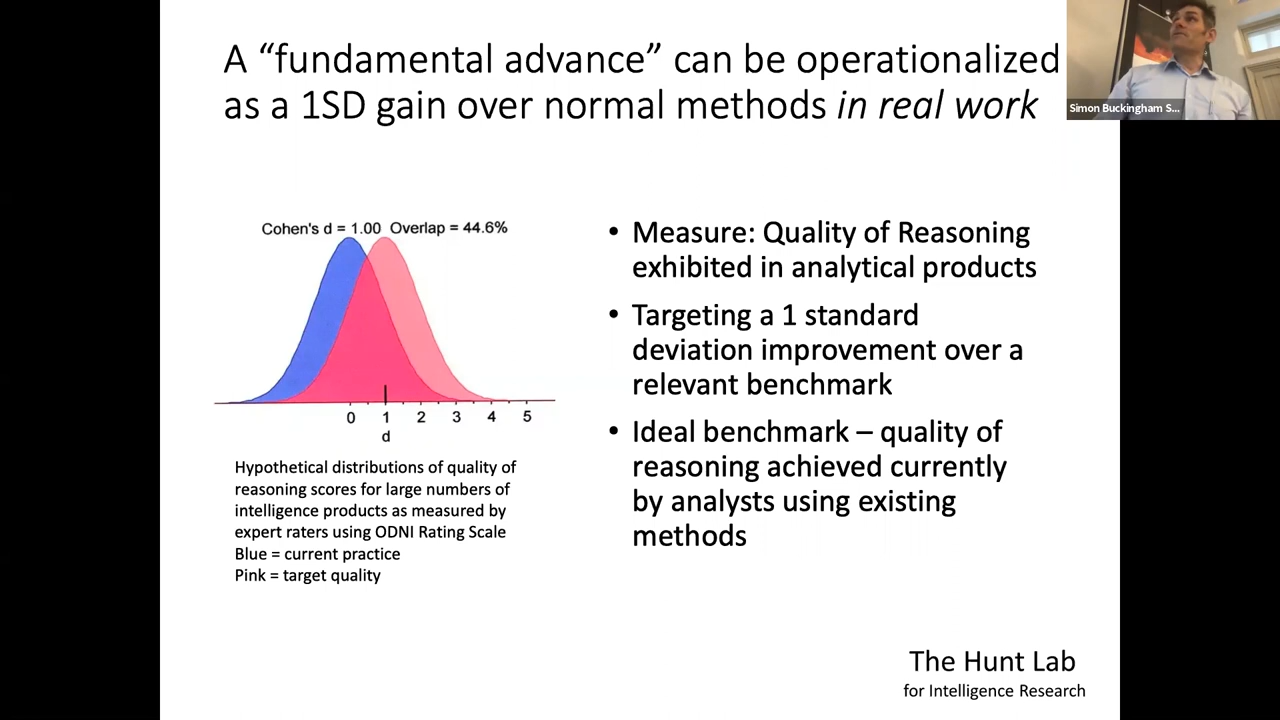 A “fundamental advance” can be operationalized
as a 1SD gain over normal methods in real work
Simon Buckingham S...
Cohen's d = 1.00 Overlap = 44.6%
0 1 2 3 4 5
d
Hypothetical distributions of quality of
reasoning scores for large numbers of
intelligence products as measured by
expert raters using ODNI Rating Scale
Blue = current practice
Pink = target quality
• Measure: Quality of Reasoning
exhibited in analytical products
• Targeting a 1 standard
deviation improvement over a
relevant benchmark
• Ideal benchmark – quality of
reasoning achieved currently
by analysts using existing
methods
The Hunt Lab
for Intelligence Research